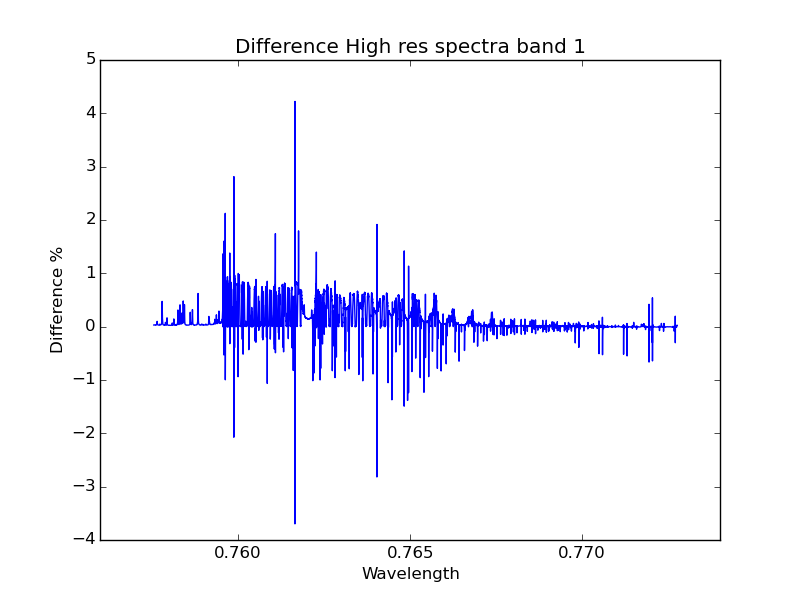 Difference High res spectra band 1
5
4
3
2
1
0
−1
−2
−3
−4
Difference %
0.760 0.765 0.770
Wavelength